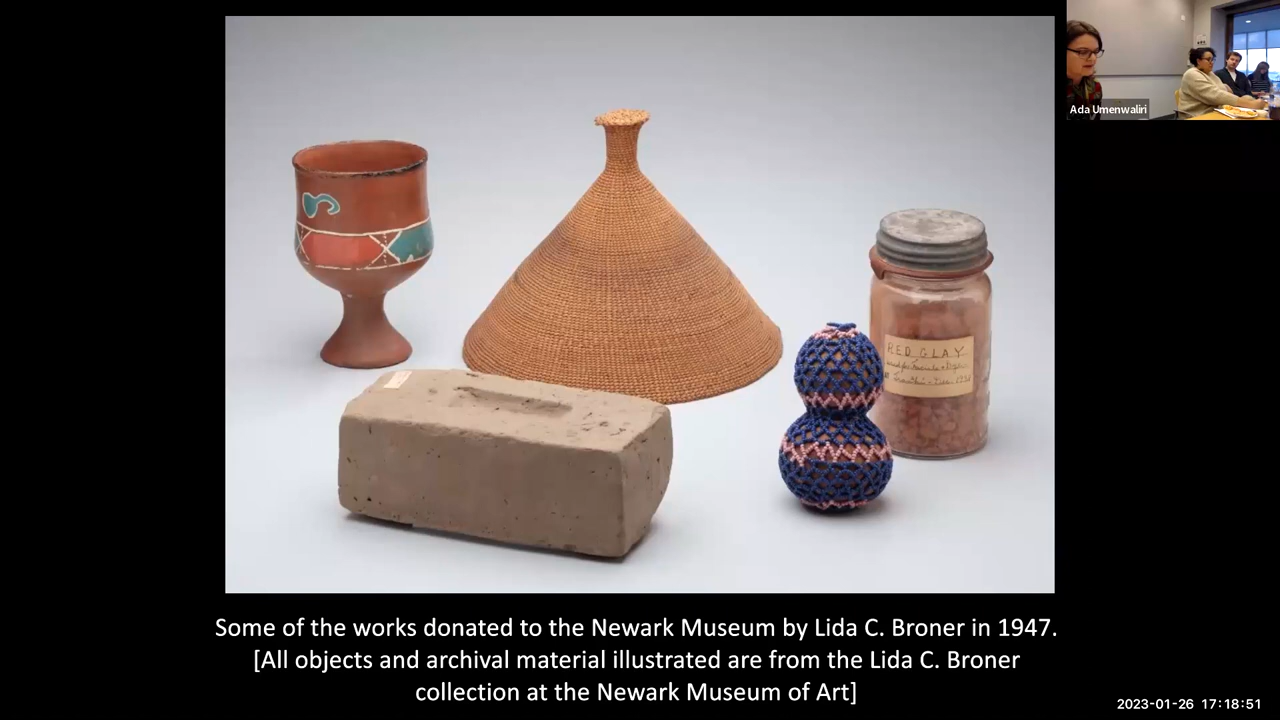 Ada Umenwaliri
RED CLAY
Some of the works donated to the Newark Museum by Lida C. Broner in 1947.
[All objects and archival material illustrated are from the Lida C. Broner
collection at the Newark Museum of Art]
2023-01-26 17:18:51